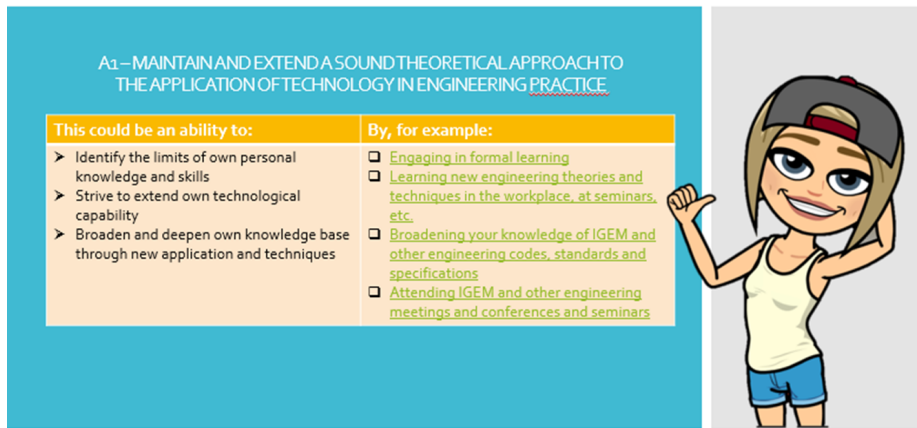 A1 – MAINTAIN AND EXTEND A SOUND THEORETICAL APPROACH TO
THE APPLICATION OF TECHNOLOGY IN ENGINEERING PRACTICE
This could be an ability to:
Identify the limits of own personal
knowledge and skills
Strive to extend own technological
capability
Broaden and deepen own knowledge base
through new application and techniques
By, for example:
Engaging in formal learning
Learning new engineering theories and
techniques in the workplace, at seminars,
etc.
Broadening your knowledge of IGEM and
other engineering codes, standards and
specifications
Attending IGEM and other engineering
meetings and conferences and seminars